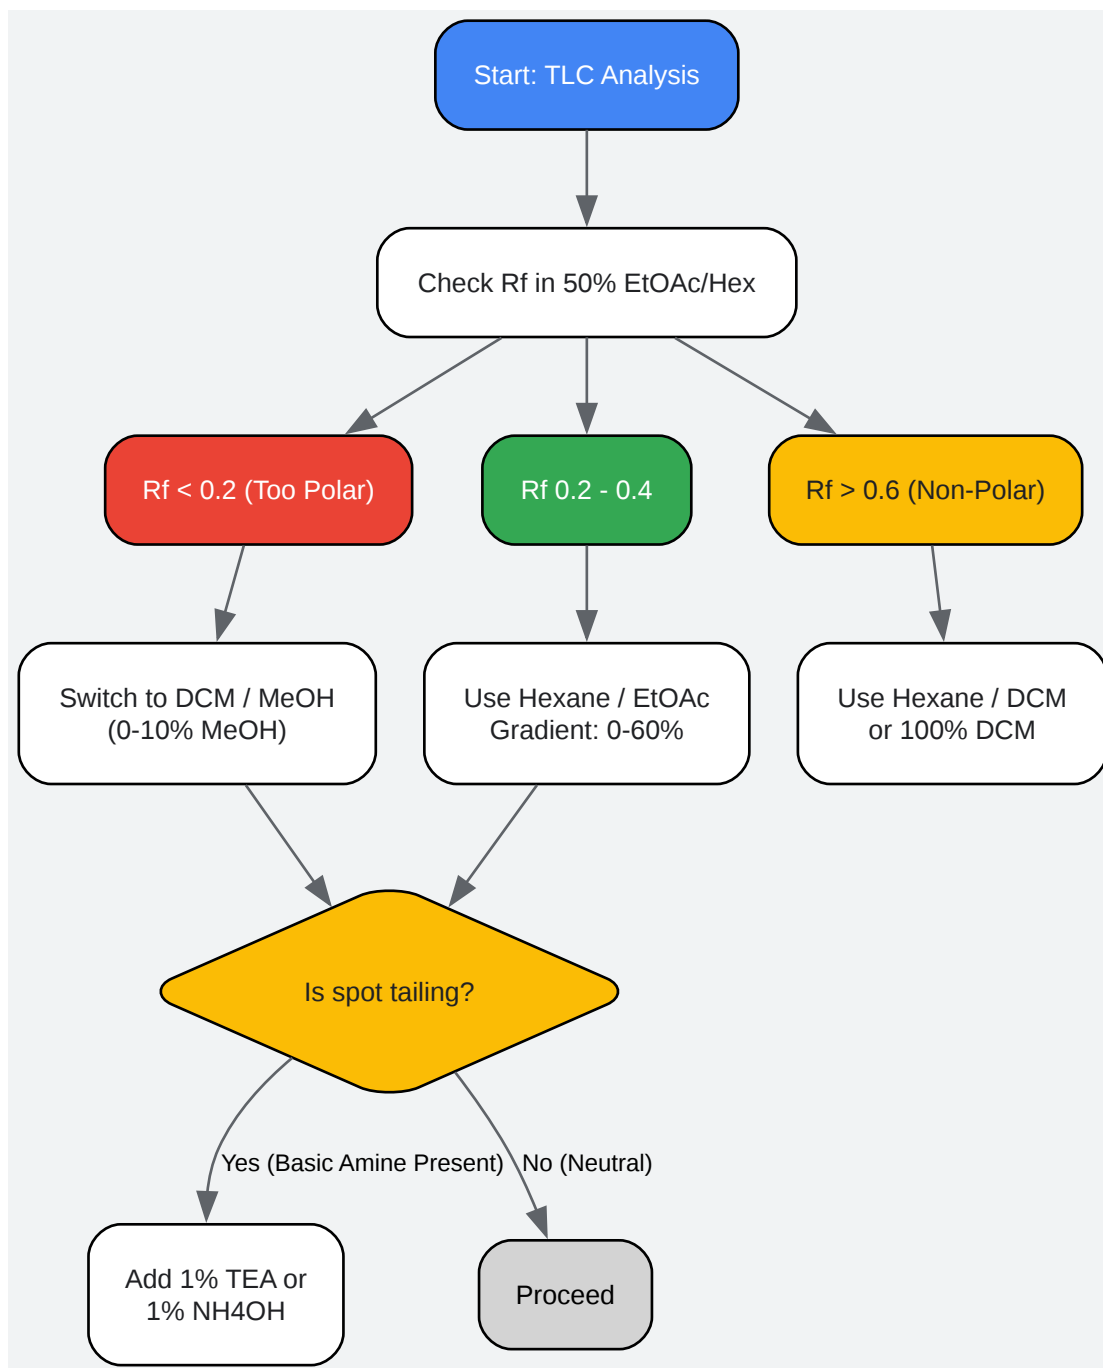 Start: TLC Analysis
Check Rf in 50% EtOAc/Hex
Rf < 0.2 (Too Polar)
Rf 0.2 - 0.4
Rf > 0.6 (Non-Polar)
Switch to DCM / MeOH
(0-10% MeOH)
Use Hexane / EtOAc
Gradient: 0-60%
Use Hexane / DCM
or 100% DCM
Is spot tailing?
Yes (Basic Amine Present)
No (Neutral)
Add 1% TEA or
1% NH4OH
Proceed